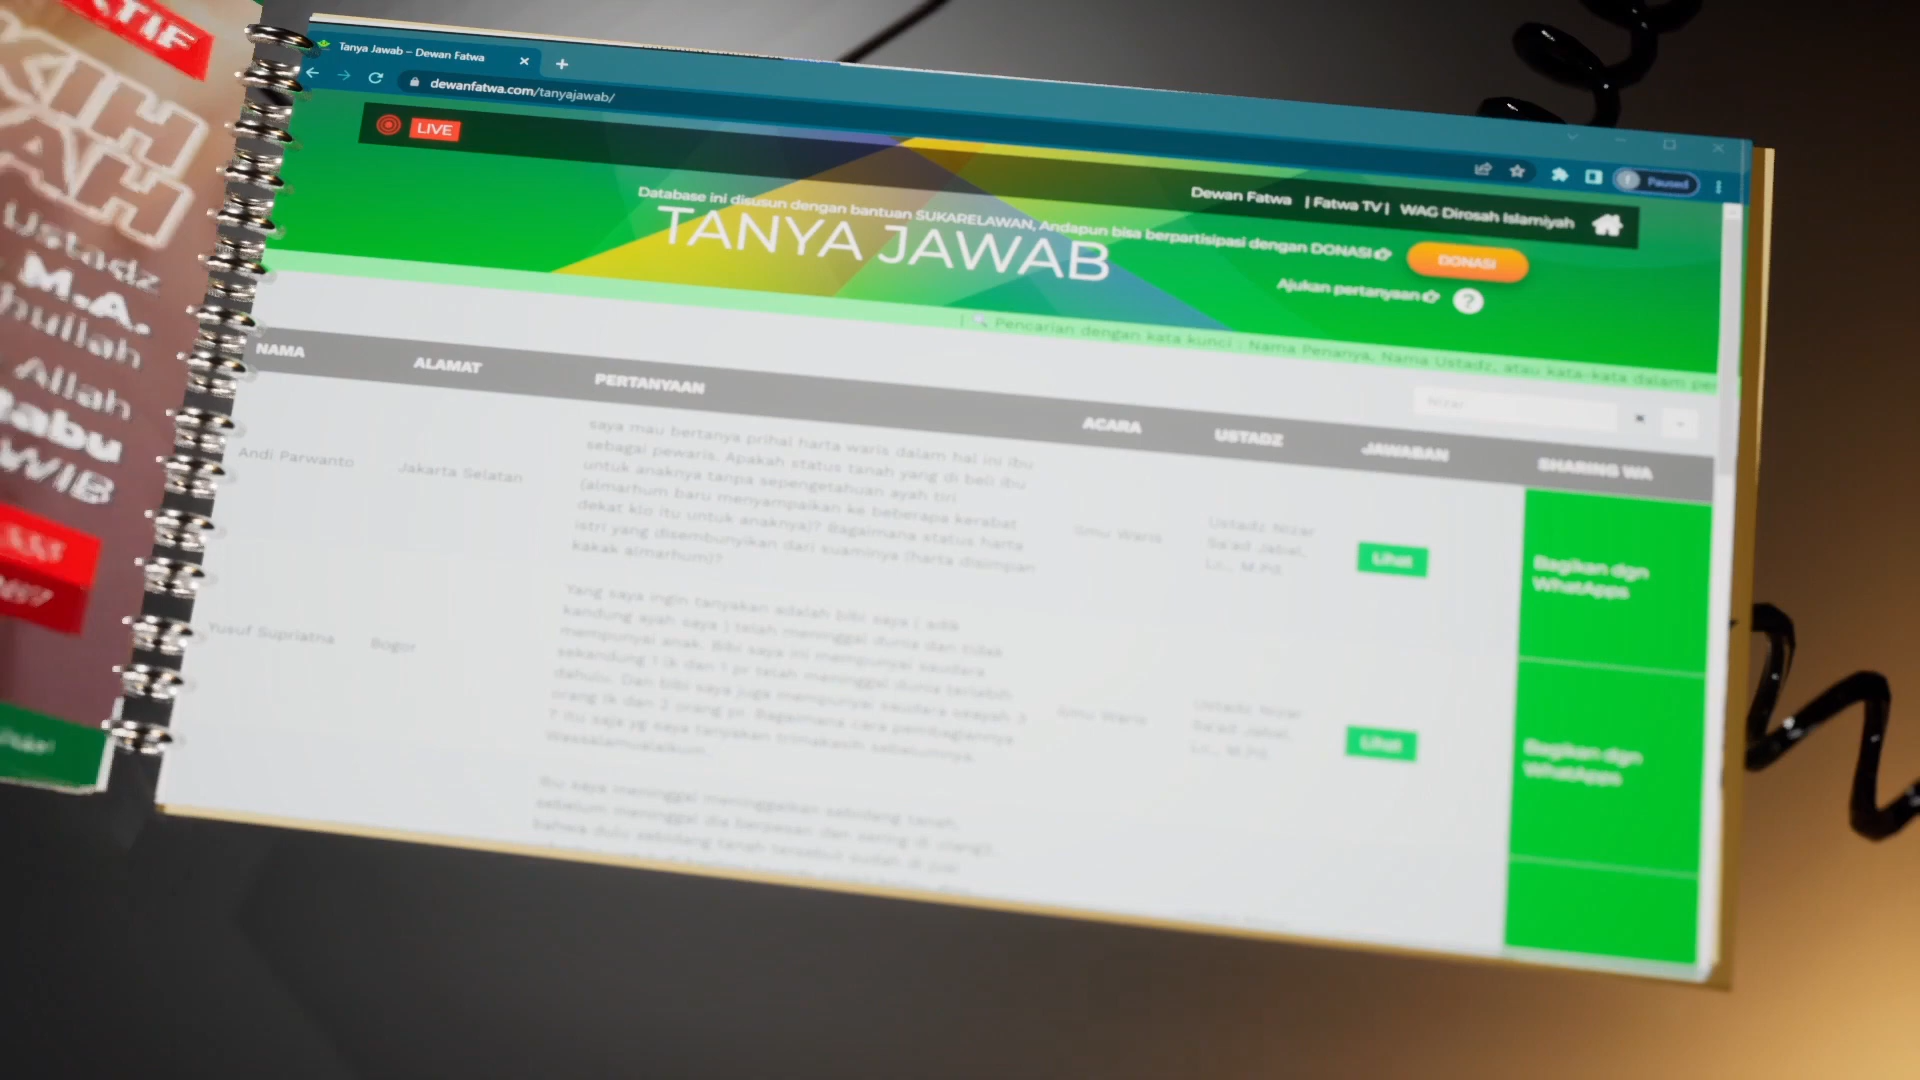 TIF
KIH
AH
Ustadz
M.A.
hullah
Allah
Rabu
WIB
Tanya Jawab – Dewan Fatwa
dewanfatwa.com/tanyajawab/
Paused
LIVE
Dewan Fatwa | Fatwa TV | WAG Dirosah Islamiyah
Database ini disusun dengan bantuan SUKARELAWAN, Andapun bisa berpartisipasi dengan DONASI
DONASI
TANYA JAWAB
Ajukan pertanyaan
?
| Pencarian dengan kata kunci : Nama Penanya, Nama Ustadz, atau kata-kata dalam per
Nizar
NAMA ALAMAT PERTANYAAN ACARA USTADZ JAWABAN SHARING WA
Andi Parwanto
Jakarta Selatan
saya mau bertanya prihal harta waris dalam hal ini ibu
sebagai pewaris. Apakah status tanah yang di beli ibu
untuk anaknya tanpa sepengetahuan ayah tiri
(almarhum baru menyampaikan ke beberapa kerabat
dekat klo itu untuk anaknya)? Bagaimana status harta
istri yang disembunyikan dari suaminya (harta disimpan
kakak almarhum)?
Ilmu Waris
Ustadz Nizar
Sa'ad Jabal,
Lc., M.Pd.
Lihat
Bagikan dgn
WhatApps
Yusuf Supriatna
Bogor
Yang saya ingin tanyakan adalah bibi saya ( adik
kandung ayah saya ) telah meninggal dunia dan tidak
mempunyai anak. Bibi saya ini mempunyai saudara
sekandung 1 lk dan 1 pr telah meninggal dunia terlebih
dahulu. Dan bibi saya juga mempunyai saudara seayah 3
orang lk dan 2 orang pr. Bagaimana cara pembagiannya
? Itu saja yg saya tanyakan trimakasih sebelumnya.
Wassalamualaikum
Ilmu Waris
Ustadz Nizar
Sa'ad Jabal,
Lc., M.Pd.
Lihat
Bagikan dgn
WhatApps
Ibu saya meninggal meninggalkan sebidang tanah,
sebelum meninggal dia berpesan dan sering di ulang2,
bahwa dulu sebidang tanah tersebut sudah di